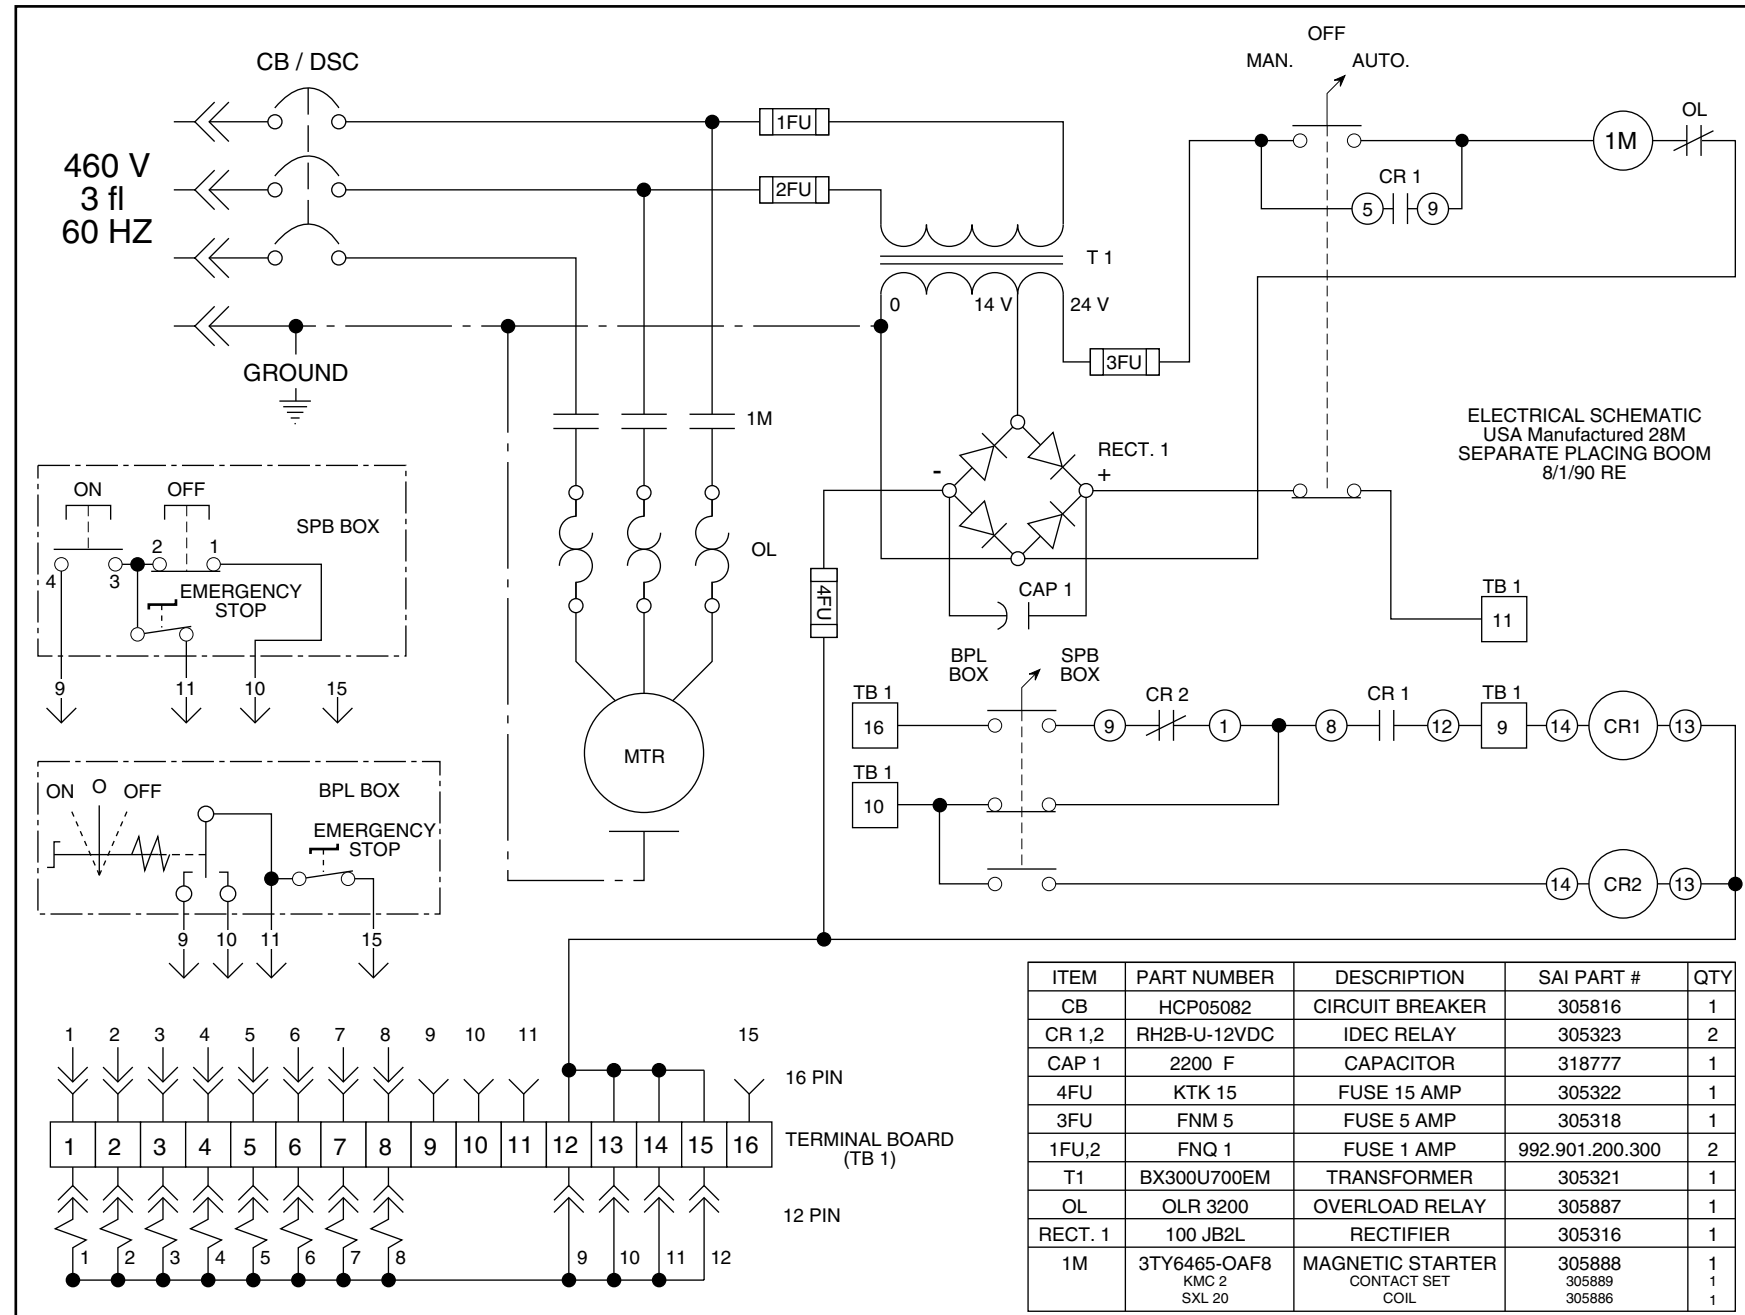 OFF
MAN. AUTO.
CB / DSC
460 V
3 fl
60 HZ
1FU
2FU
1M
OL
CR 1
5 9
T 1
0 14 V 24 V
3FU
GROUND
1M
ELECTRICAL SCHEMATIC
USA Manufactured 28M
SEPARATE PLACING BOOM
8/1/90 RE
RECT. 1
- +
ON OFF
SPB BOX
2 1
4 3
EMERGENCY
STOP
9 11 10 15
OL
4FU
CAP 1
TB 1
11
BPL
BOX
SPB
BOX
TB 1
16
9
CR 2
1
8
CR 1
12
TB 1
9
14
CR1
13
TB 1
10
14
CR2
13
MTR
ON O OFF
BPL BOX
EMERGENCY
STOP
9 10 11 15
1 2 3 4 5 6 7 8 9 10 11 15
16 PIN
1 2 3 4 5 6 7 8 9 10 11 12 13 14 15 16
TERMINAL BOARD
(TB 1)
12 PIN
1 2 3 4 5 6 7 8 9 10 11 12
ITEM PART NUMBER DESCRIPTION SAI PART # QTY
CB HCP05082 CIRCUIT BREAKER 305816 1
CR 1,2 RH2B-U-12VDC IDEC RELAY 305323 2
CAP 1 2200 F CAPACITOR 318777 1
4FU KTK 15 FUSE 15 AMP 305322 1
3FU FNM 5 FUSE 5 AMP 305318 1
1FU,2 FNQ 1 FUSE 1 AMP 992.901.200.300 2
T1 BX300U700EM TRANSFORMER 305321 1
OL OLR 3200 OVERLOAD RELAY 305887 1
RECT. 1 100 JB2L RECTIFIER 305316 1
1M 3TY6465-OAF8 MAGNETIC STARTER 305888 1
KMC 2 CONTACT SET 305889 1
SXL 20 COIL 305886 1